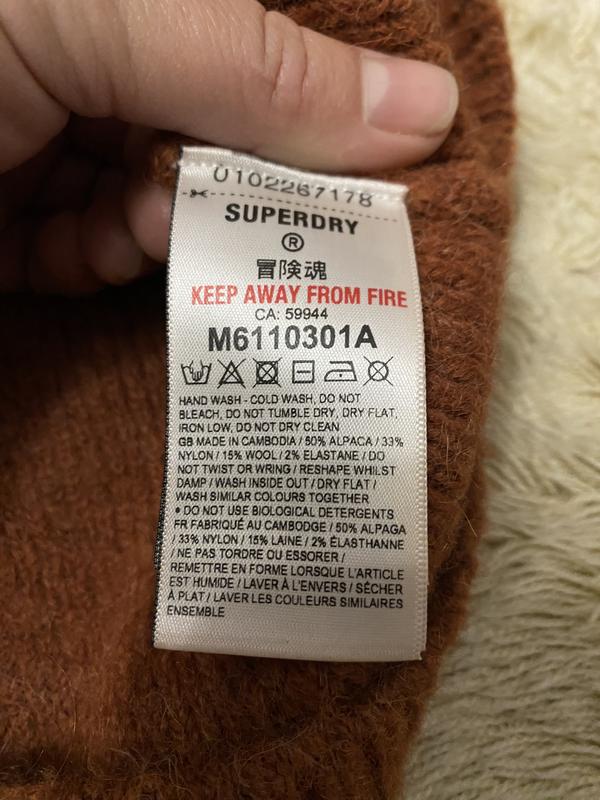 0102267178
SUPERDRY
®
冒険魂
KEEP AWAY FROM FIRE
CA: 59944
M6110301A
HAND WASH - COLD WASH, DO NOT
BLEACH, DO NOT TUMBLE DRY, DRY FLAT,
IRON LOW, DO NOT DRY CLEAN
GB MADE IN CAMBODIA / 50% ALPACA / 33%
NYLON / 15% WOOL / 2% ELASTANE / DO
NOT TWIST OR WRING / RESHAPE WHILST
DAMP / WASH INSIDE OUT / DRY FLAT /
WASH SIMILAR COLOURS TOGETHER
• DO NOT USE BIOLOGICAL DETERGENTS
FR FABRIQUÉ AU CAMBODGE / 50% ALPAGA
/ 33% NYLON / 15% LAINE / 2% ÉLASTHANNE
/ NE PAS TORDRE OU ESSORER /
REMETTRE EN FORME LORSQUE L'ARTICLE
EST HUMIDE / LAVER À L'ENVERS / SÉCHER
À PLAT / LAVER LES COULEURS SIMILAIRES
ENSEMBLE